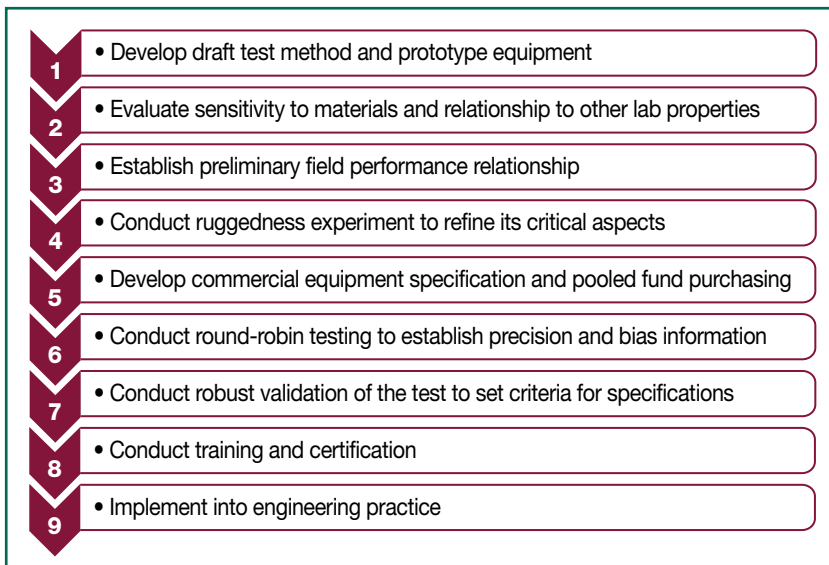 1 • Develop draft test method and prototype equipment
2 • Evaluate sensitivity to materials and relationship to other lab properties
3 • Establish preliminary field performance relationship
4 • Conduct ruggedness experiment to refine its critical aspects
5 • Develop commercial equipment specification and pooled fund purchasing
6 • Conduct round-robin testing to establish precision and bias information
7 • Conduct robust validation of the test to set criteria for specifications
8 • Conduct training and certification
9 • Implement into engineering practice